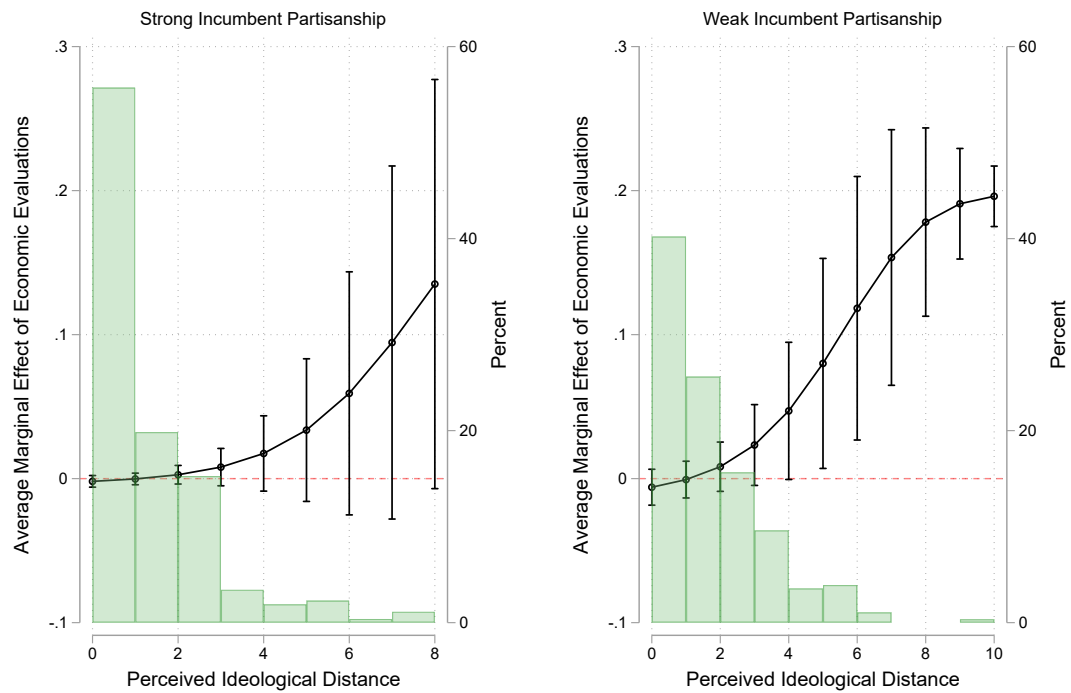 Strong Incumbent Partisanship
Average Marginal Effect of Economic Evaluations
.3
.2
.1
0
-.1
60
40
20
0
Percent
0 2 4 6 8
Perceived Ideological Distance
Weak Incumbent Partisanship
Average Marginal Effect of Economic Evaluations
.3
.2
.1
0
-.1
60
40
20
0
Percent
0 2 4 6 8 10
Perceived Ideological Distance